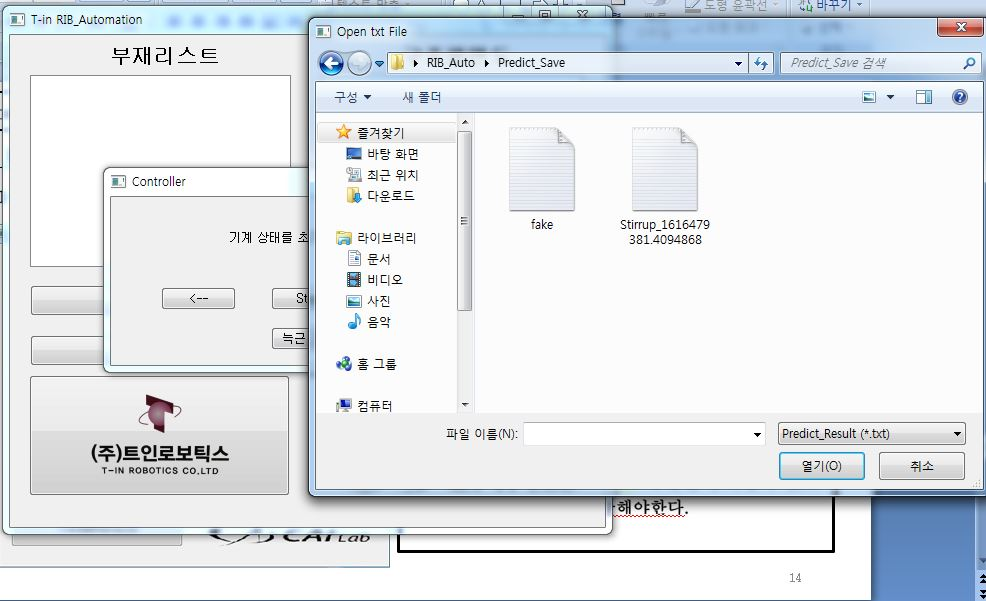 T-in RIB_Automation
부재리스트
Controller
기계 상태를 초
<--
St
늑근
(주)트인로보틱스
T-IN ROBOTICS CO.,LTD
Open txt File
RIB_Auto
Predict_Save
Predict_Save 검색
구성
새 폴더
즐겨찾기
바탕 화면
최근 위치
다운로드
라이브러리
문서
비디오
사진
음악
홈 그룹
컴퓨터
fake
Stirrup_1616479
381.4094868
파일 이름(N):
Predict_Result (*.txt)
열기(O)
취소
도형 윤곽선
바꾸기
해야한다.
CAI Lab
14